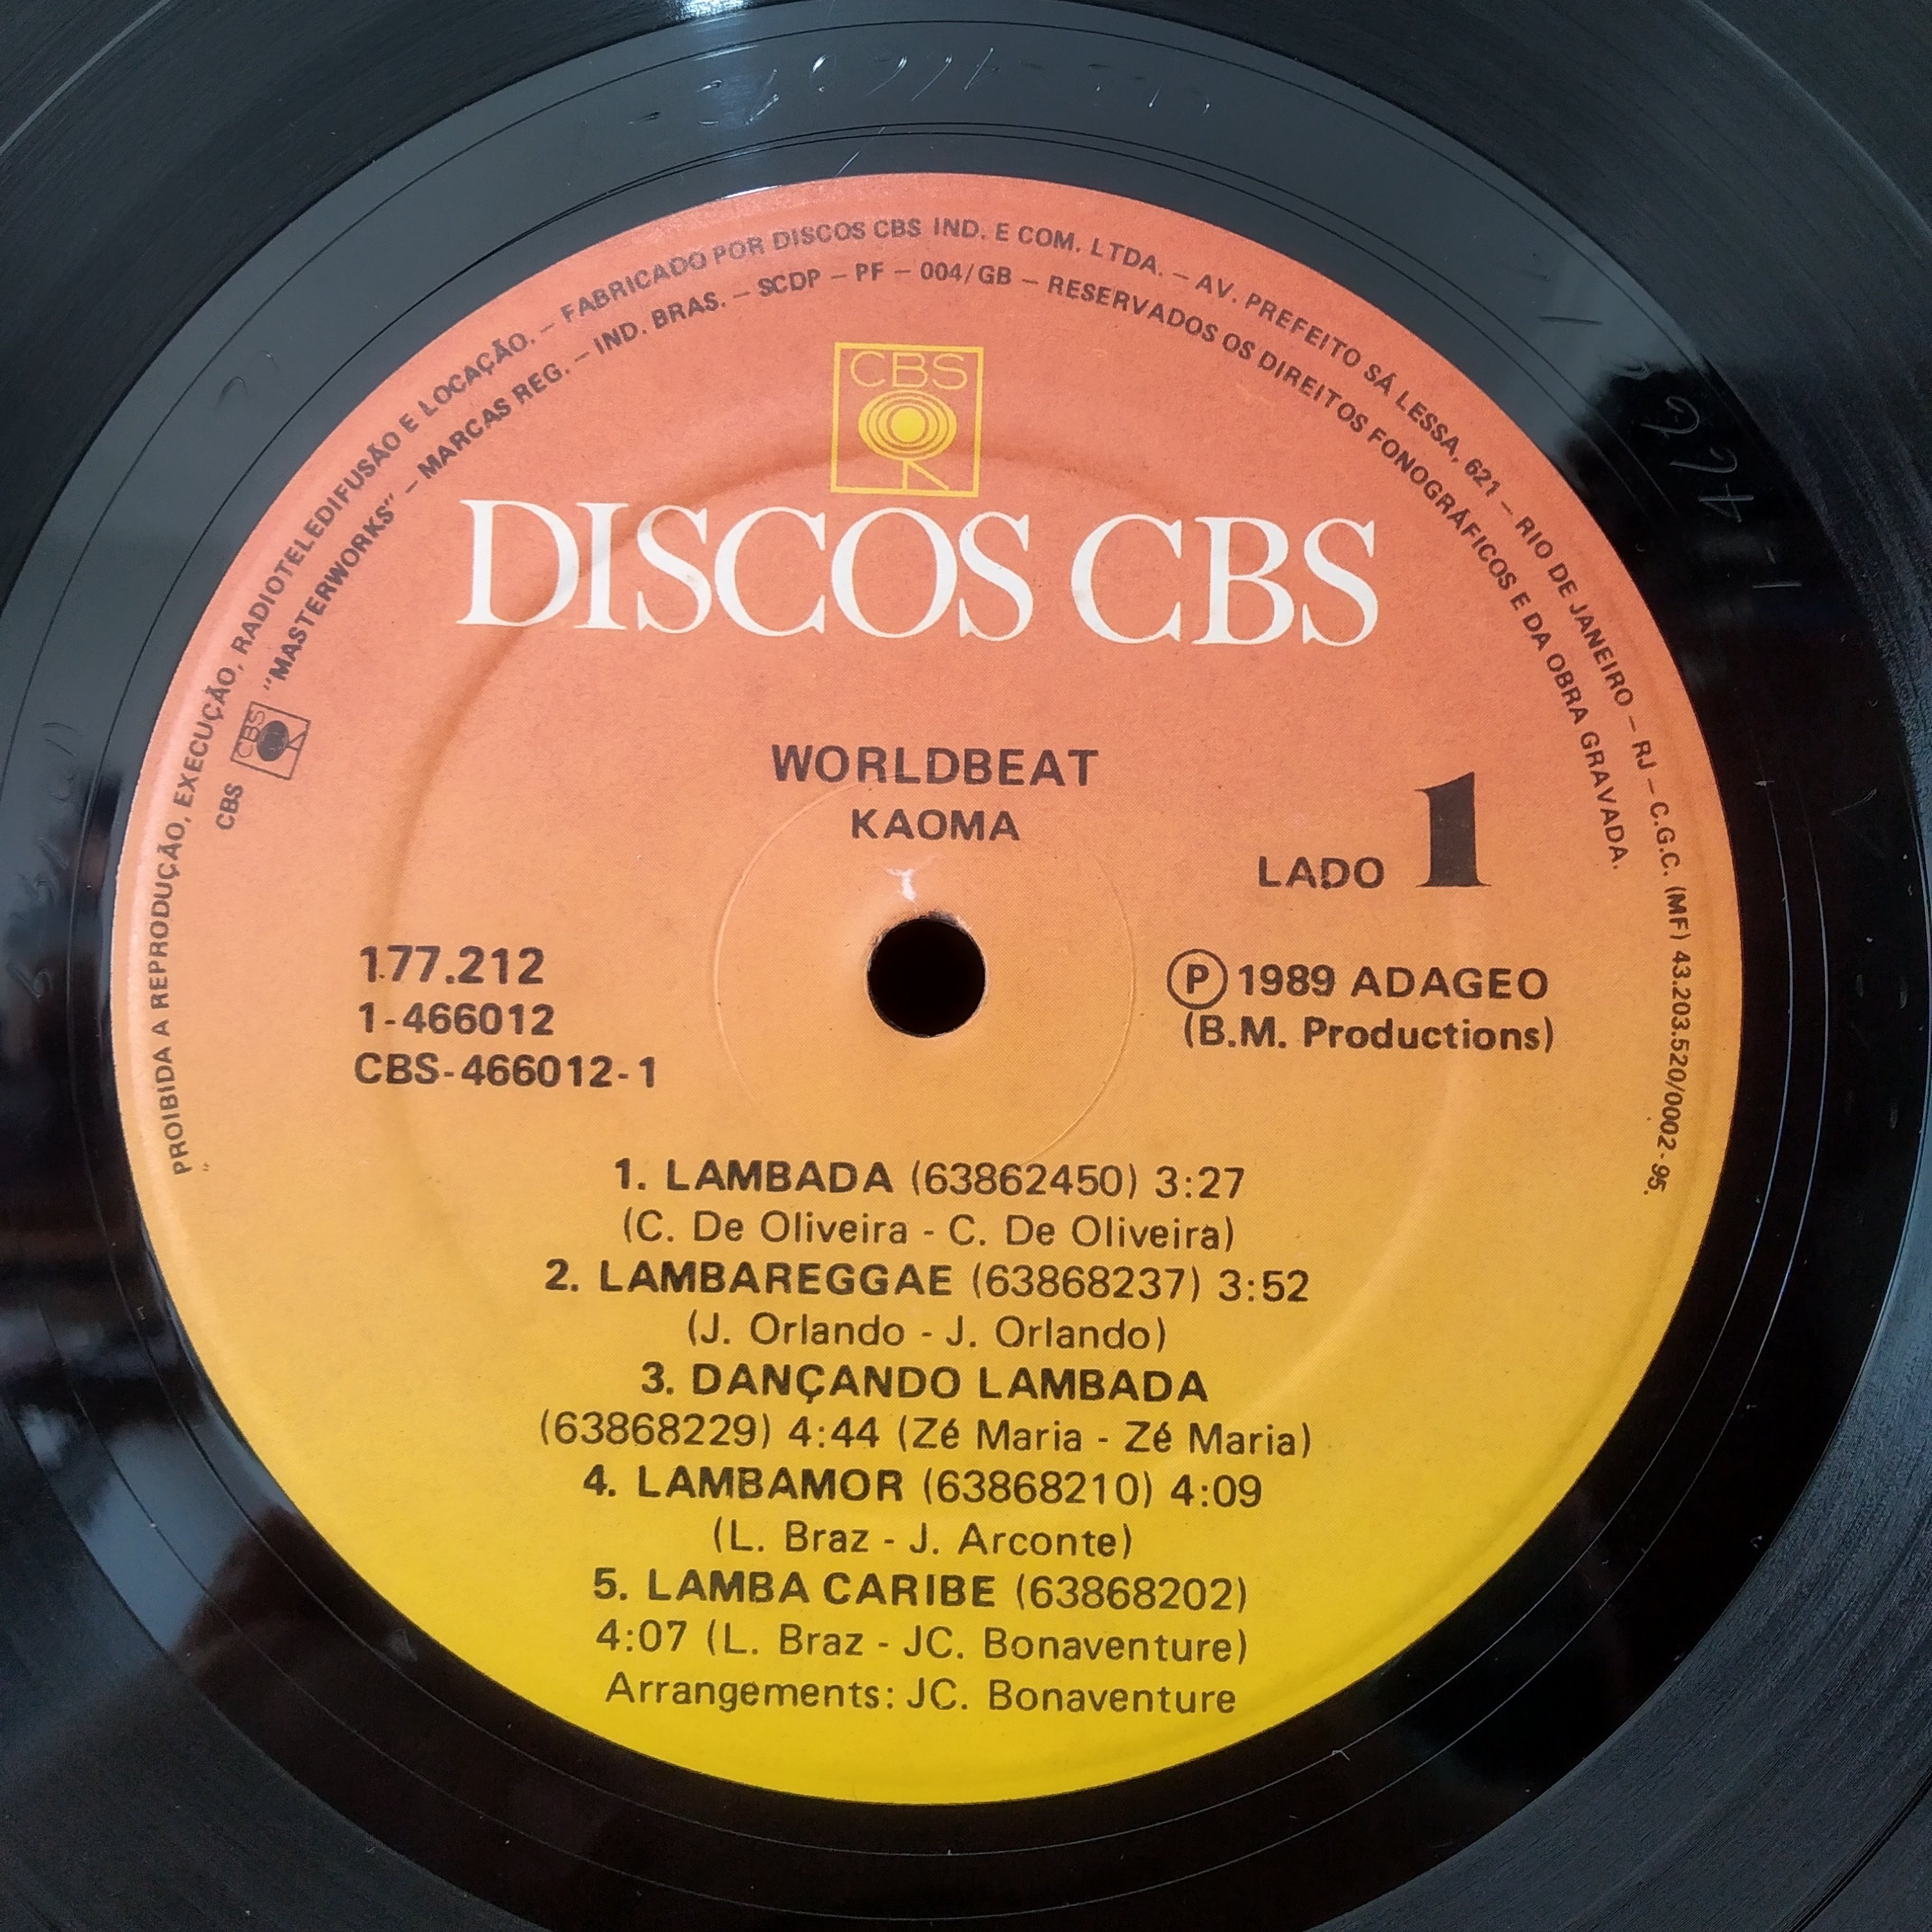 PROIBIDA A REPRODUÇÃO, EXECUÇÃO, RADIOTELEDIFUSÃO E LOCAÇÃO. – FABRICADO POR DISCOS CBS IND. E COM. LTDA. – AV. PREFEITO SÁ LESSA, 621 – RIO DE JANEIRO – RJ – C.G.C. (MF) 43.203.520/0002-95.
CBS CBS "MASTERWORKS" – MARCAS REG. – IND. BRAS. – SCDP – PF – 004/GB – RESERVADOS OS DIREITOS FONOGRÁFICOS E DA OBRA GRAVADA.
CBS
DISCOS CBS
WORLDBEAT
KAOMA
LADO 1
177.212
1-466012
CBS-466012-1
Ⓟ 1989 ADAGEO
(B.M. Productions)
1. LAMBADA (63862450) 3:27
(C. De Oliveira - C. De Oliveira)
2. LAMBAREGGAE (63868237) 3:52
(J. Orlando - J. Orlando)
3. DANÇANDO LAMBADA
(63868229) 4:44 (Zé Maria - Zé Maria)
4. LAMBAMOR (63868210) 4:09
(L. Braz - J. Arconte)
5. LAMBA CARIBE (63868202)
4:07 (L. Braz - JC. Bonaventure)
Arrangements: JC. Bonaventure